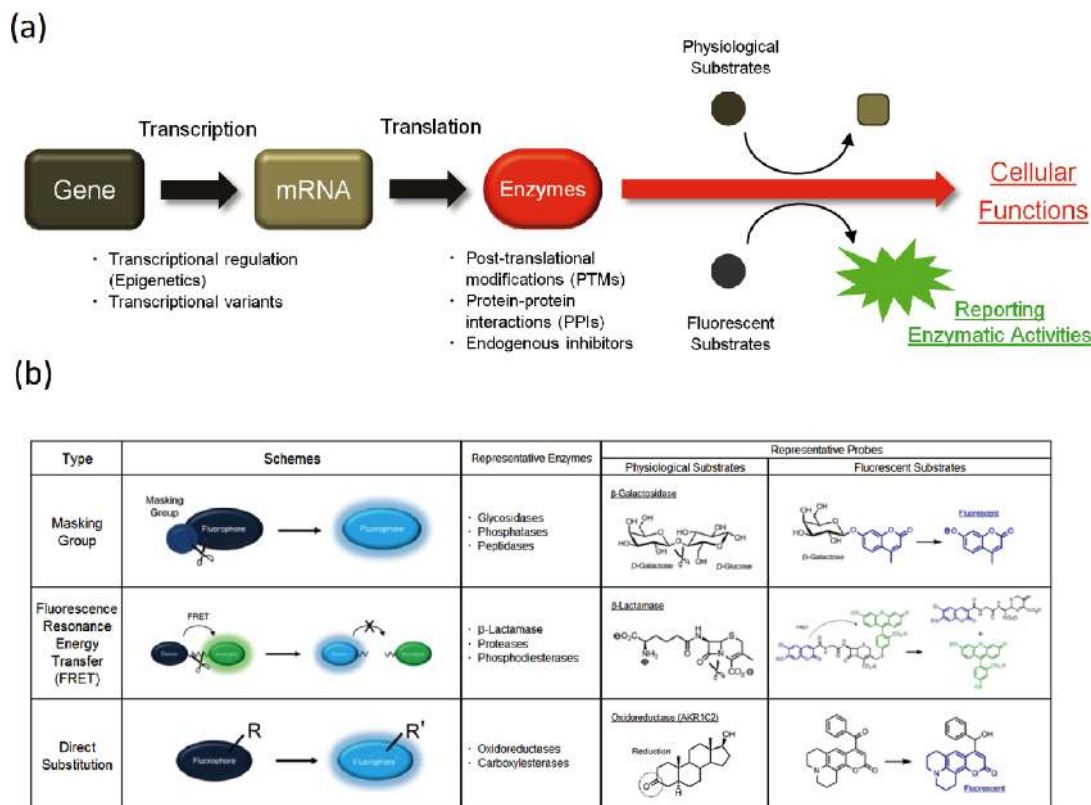 (a)
Physiological
Substrates
Transcription
Translation
Gene
mRNA
Enzymes
Cellular
Functions
· Transcriptional regulation
(Epigenetics)
· Transcriptional variants
· Post-translational
modifications (PTMs)
· Protein-protein
interactions (PPIs)
· Endogenous inhibitors
Fluorescent
Substrates
Reporting
Enzymatic Activities
(b)
Type
Schemes
Representative Enzymes
Representative Probes
Physiological Substrates
Fluorescent Substrates
Masking
Group
Masking
Group
Fluorophore
Fluorophore
· Glycosidases
· Phosphatases
· Peptidases
β-Galactosidase
D-Galactose
D-Glucose
D-Galactose
Fluorescent
Fluorescence
Resonance
Energy
Transfer
(FRET)
FRET
X
· β-Lactamase
· Proteases
· Phosphodiesterases
β-Lactamase
FRET
Direct
Substitution
R
Fluorophore
R'
Fluorophore
· Oxidoreductases
· Carboxylesterases
Oxidoreductase (AKR1C2)
Reduction
OH
OH
Fluorescent